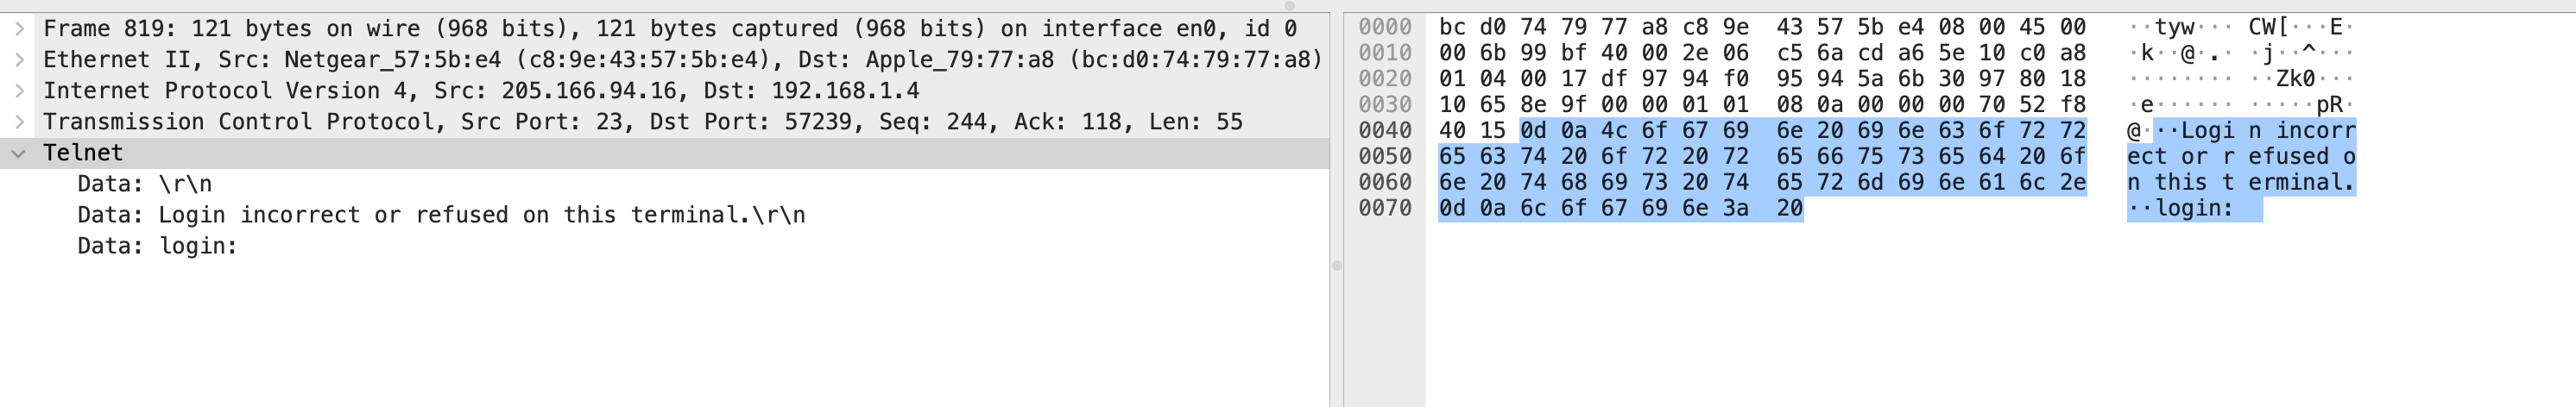 Frame 819: 121 bytes on wire (968 bits), 121 bytes captured (968 bits) on interface en0, id 0
Ethernet II, Src: Netgear_57:5b:e4 (c8:9e:43:57:5b:e4), Dst: Apple_79:77:a8 (bc:d0:74:79:77:a8)
Internet Protocol Version 4, Src: 205.166.94.16, Dst: 192.168.1.4
Transmission Control Protocol, Src Port: 23, Dst Port: 57239, Seq: 244, Ack: 118, Len: 55
Telnet
Data: \r\n
Data: Login incorrect or refused on this terminal.\r\n
Data: login:
0000 bc d0 74 79 77 a8 c8 9e 43 57 5b e4 08 00 45 00 ··tyw··· CW[···E·
0010 00 6b 99 bf 40 00 2e 06 c5 6a cd a6 5e 10 c0 a8 ·k··@·.· ·j··^···
0020 01 04 00 17 df 97 94 f0 95 94 5a 6b 30 97 80 18 ········ ··Zk0···
0030 10 65 8e 9f 00 00 01 01 08 0a 00 00 00 70 52 f8 ·e······ ·····pR·
0040 40 15 0d 0a 4c 6f 67 69 6e 20 69 6e 63 6f 72 72 @···Logi n incorr
0050 65 63 74 20 6f 72 20 72 65 66 75 73 65 64 20 6f ect or r efused o
0060 6e 20 74 68 69 73 20 74 65 72 6d 69 6e 61 6c 2e n this t erminal.
0070 0d 0a 6c 6f 67 69 6e 3a 20 ··login: